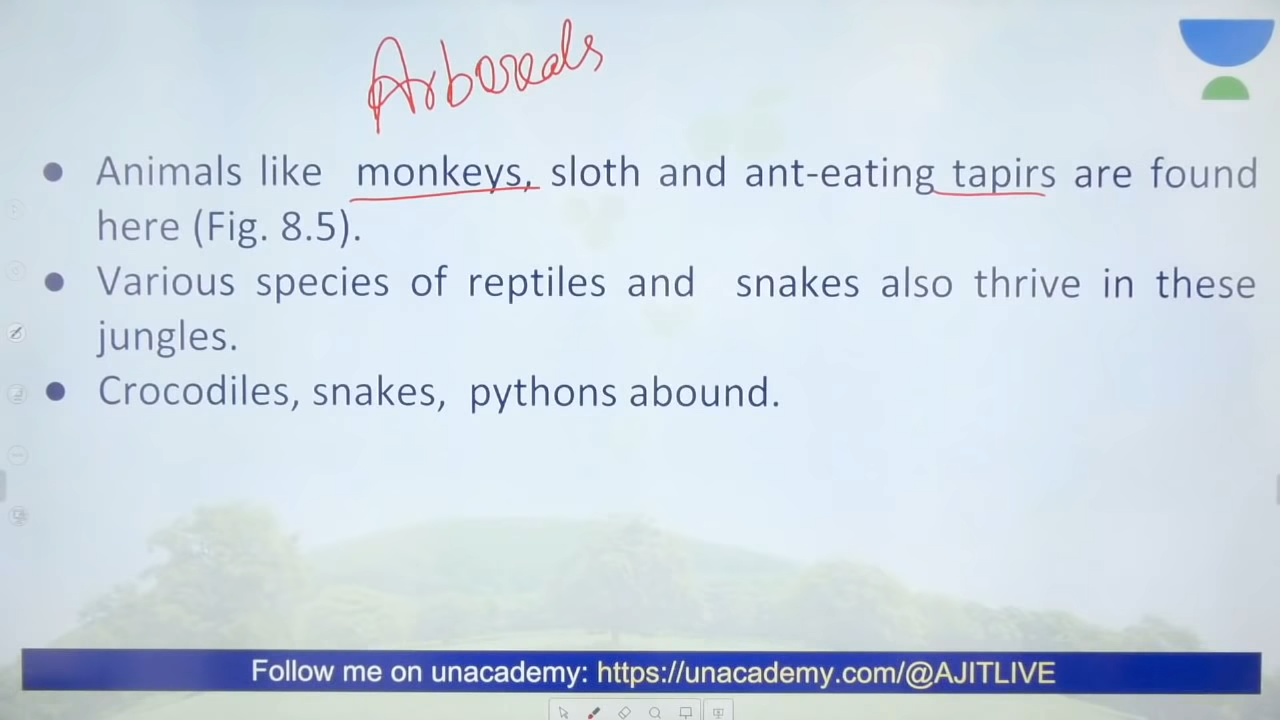 Arboreals
• Animals like monkeys, sloth and ant-eating tapirs are found
here (Fig. 8.5).
• Various species of reptiles and snakes also thrive in these
jungles.
• Crocodiles, snakes, pythons abound.
Follow me on unacademy: https://unacademy.com/@AJITLIVE